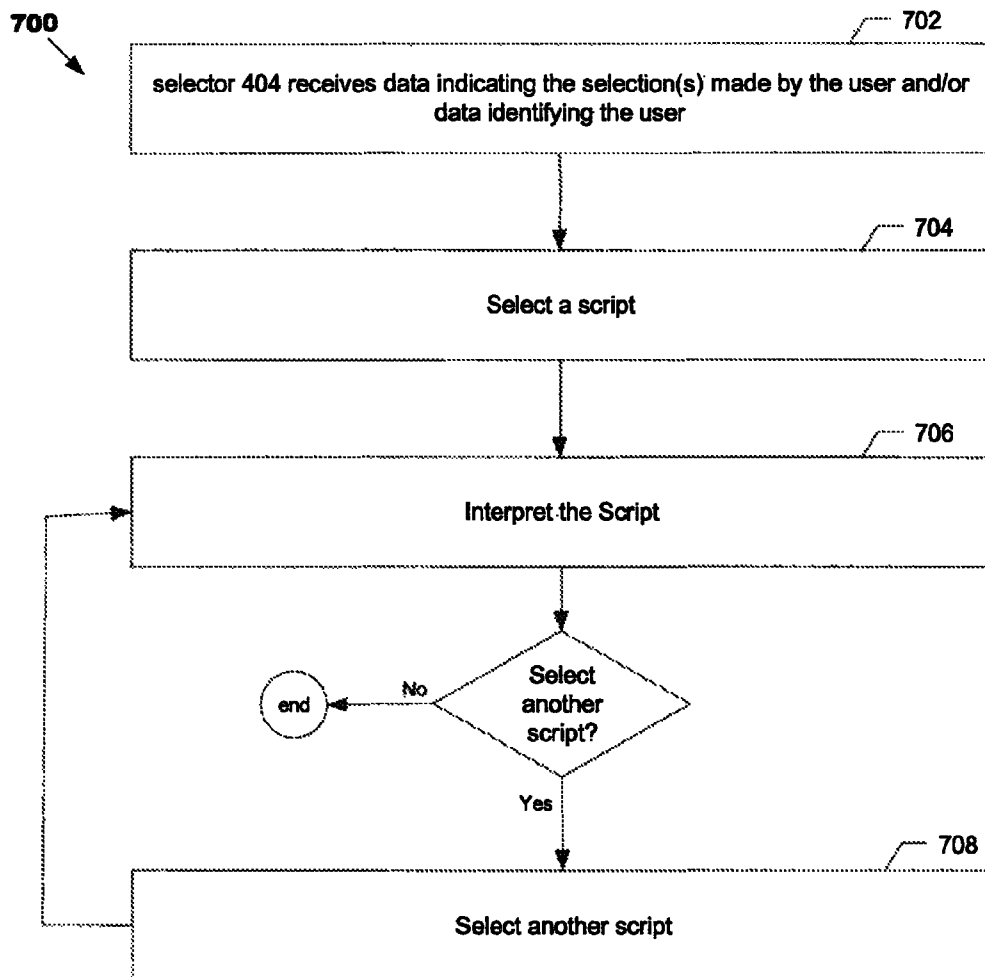 700
702
selector 404 receives data indicating the selection(s) made by the user and/or
data identifying the user
704
Select a script
706
Interpret the Script
Select
another
script?
No
end
Yes
708
Select another script